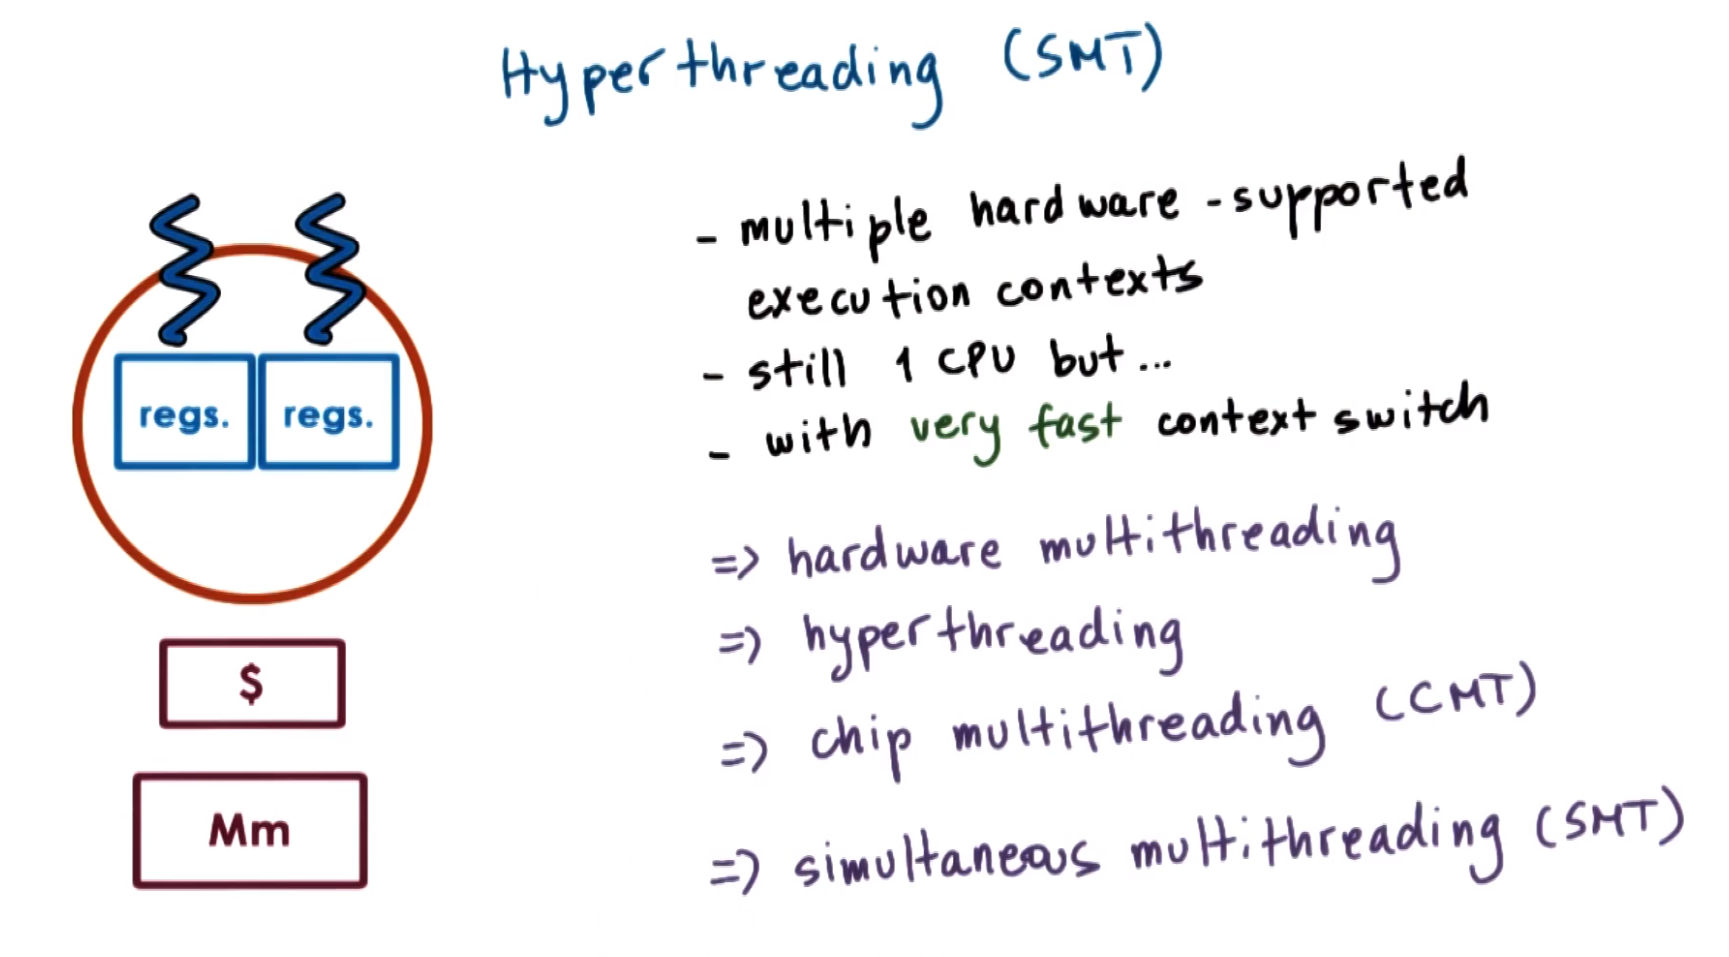 Hyperthreading (SMT)
- multiple hardware-supported
execution contexts
- still 1 CPU but...
- with very fast context switch
=> hardware multithreading
=> hyperthreading
=> chip multithreading (CMT)
=> simultaneous multithreading (SMT)
regs. regs.
$
Mm